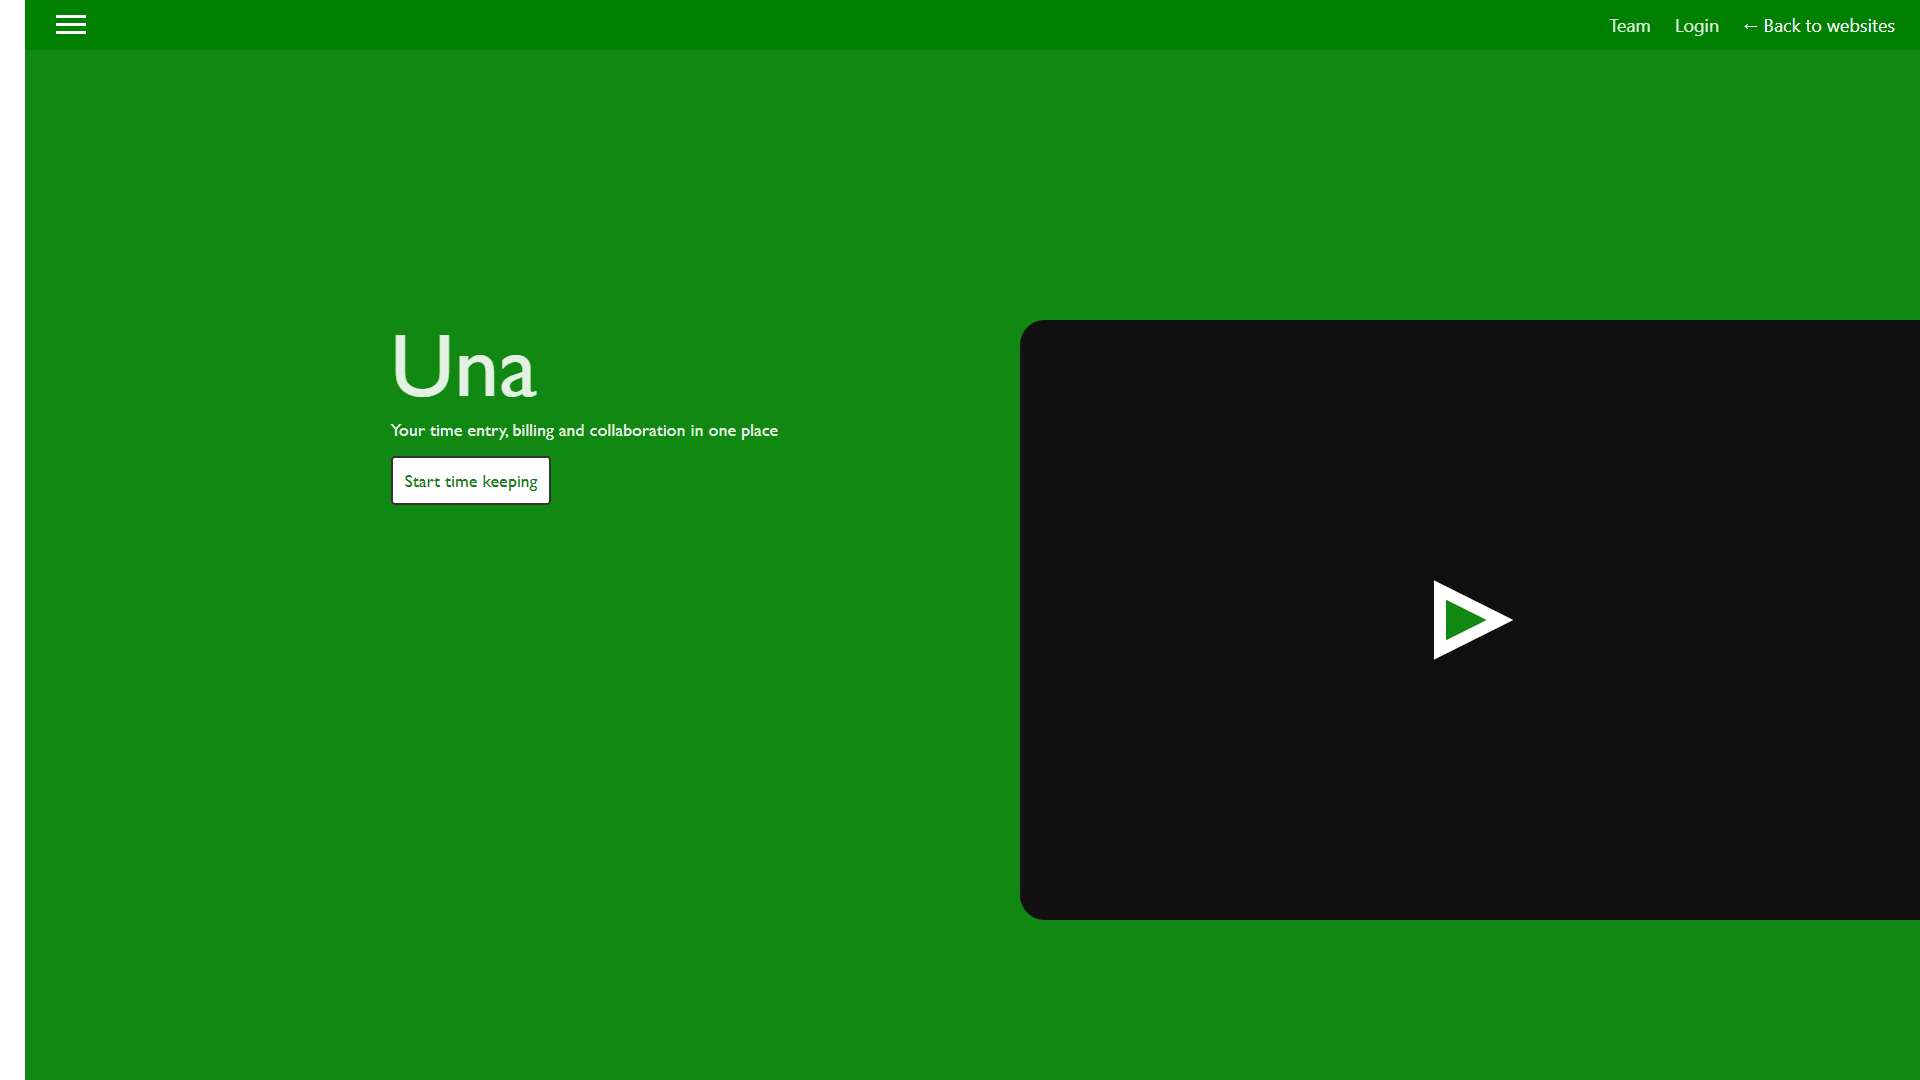 Team Login ← Back to websites
Una
Your time entry, billing and collaboration in one place
Start time keeping